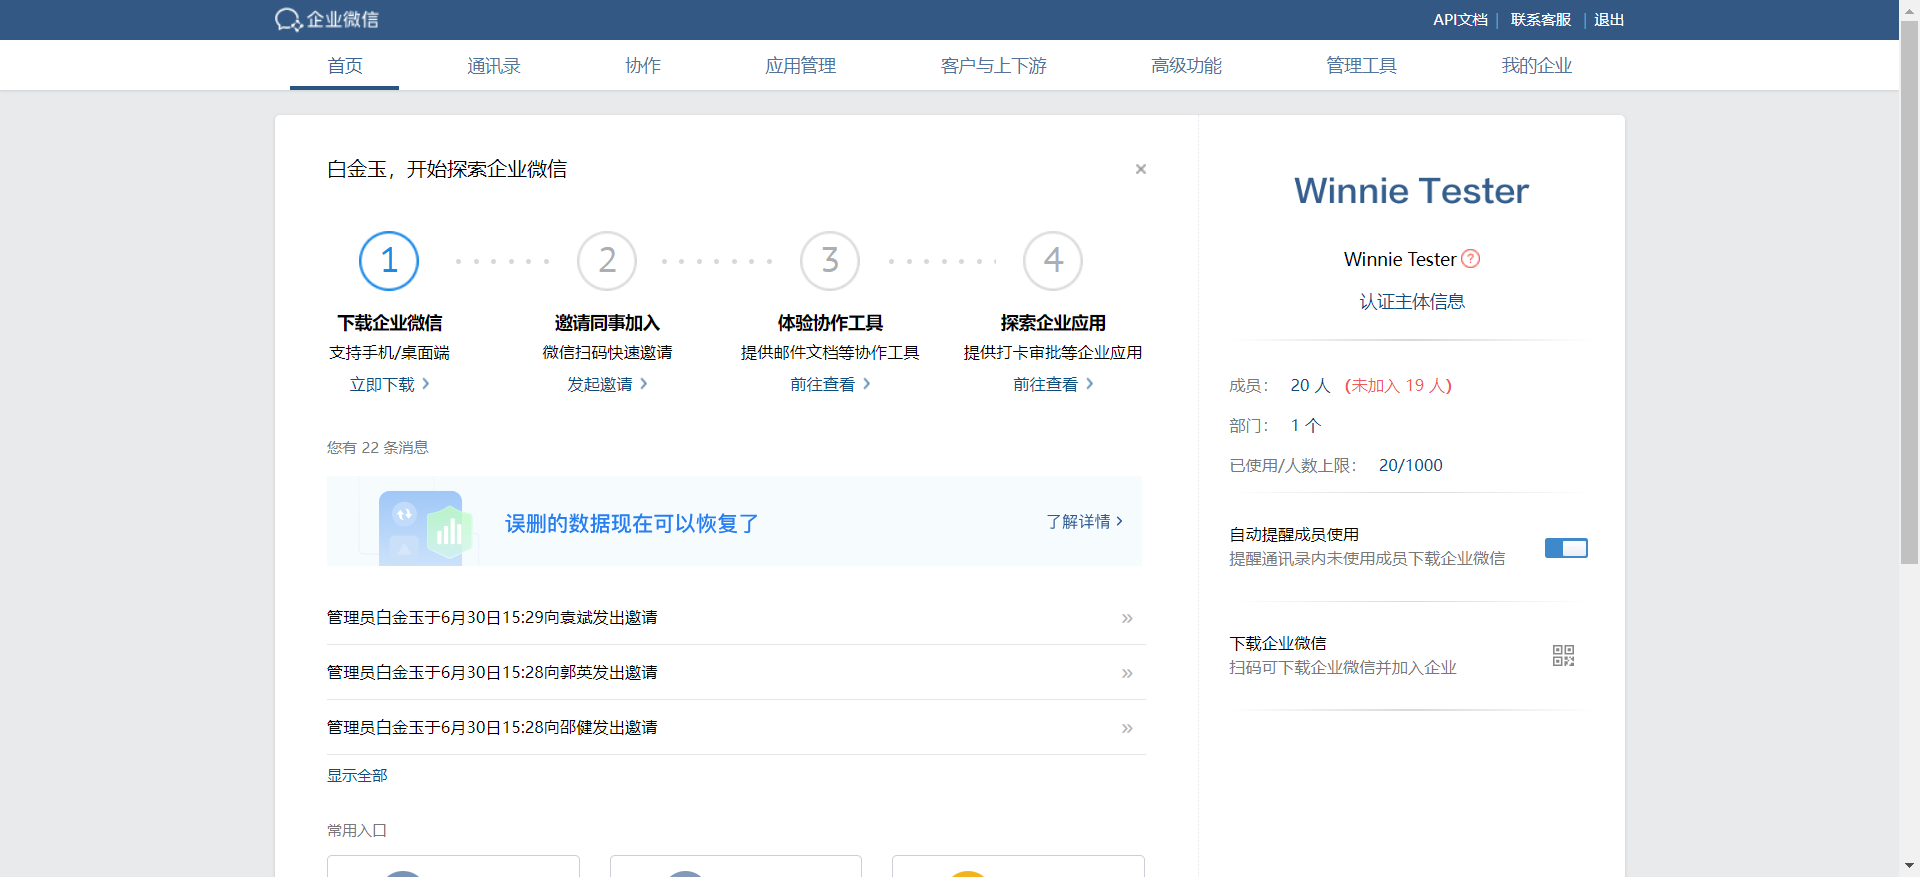 企业微信
API文档 | 联系客服 | 退出
首页 通讯录 协作 应用管理 客户与上下游 高级功能 管理工具 我的企业
白金玉，开始探索企业微信
1 2 3 4
下载企业微信 邀请同事加入 体验协作工具 探索企业应用
支持手机/桌面端 微信扫码快速邀请 提供邮件文档等协作工具 提供打卡审批等企业应用
立即下载 发起邀请 前往查看 前往查看
您有 22 条消息
误删的数据现在可以恢复了 了解详情
管理员白金玉于6月30日15:29向袁斌发出邀请
管理员白金玉于6月30日15:28向郭英发出邀请
管理员白金玉于6月30日15:28向邵健发出邀请
显示全部
常用入口
Winnie Tester
Winnie Tester
认证主体信息
成员： 20 人 (未加入 19 人)
部门： 1 个
已使用/人数上限： 20/1000
自动提醒成员使用
提醒通讯录内未使用成员下载企业微信
下载企业微信
扫码可下载企业微信并加入企业